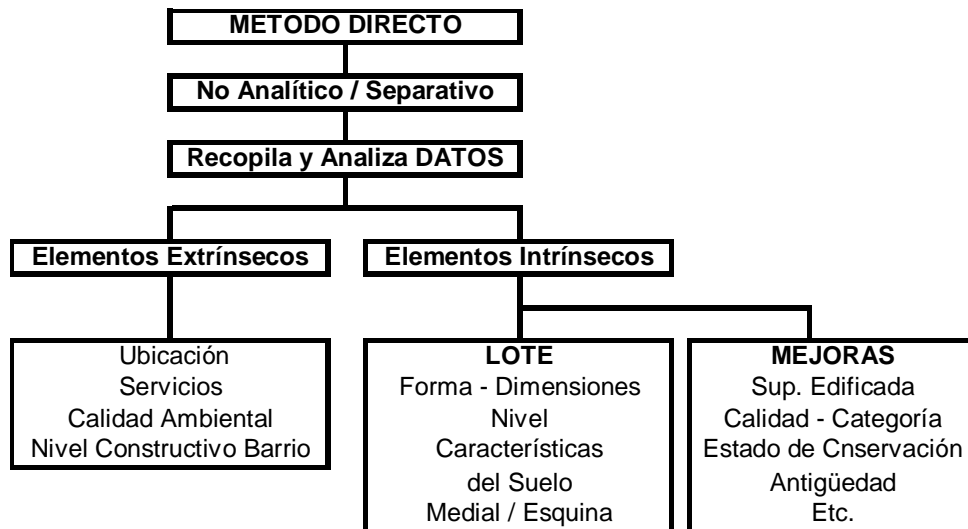 METODO DIRECTO
No Analítico / Separativo
Recopila y Analiza DATOS
Elementos Extrínsecos
Elementos Intrínsecos
Ubicación
Servicios
Calidad Ambiental
Nivel Constructivo Barrio
LOTE
Forma - Dimensiones
Nivel
Características
del Suelo
Medial / Esquina
MEJORAS
Sup. Edificada
Calidad - Categoría
Estado de Cnservación
Antigüedad
Etc.